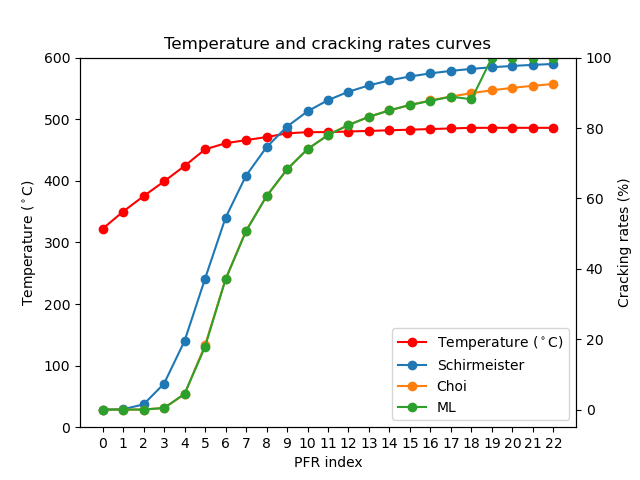 Temperature and cracking rates curves
600
500
400
300
200
100
0
Temperature (°C)
100
80
60
40
20
0
Cracking rates (%)
Temperature (°C)
Schirmeister
Choi
ML
0 1 2 3 4 5 6 7 8 9 10 11 12 13 14 15 16 17 18 19 20 21 22
PFR index